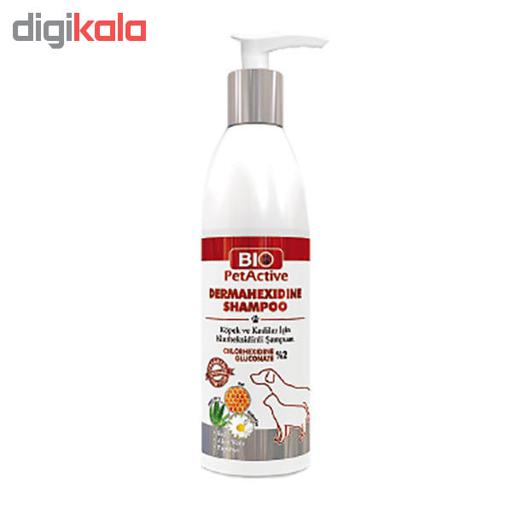 digikala
BIO
PetActive
DERMAHEXIDINE
SHAMPOO
Köpek ve Kediler İçin
Klorheksidinli Şampuan
CHLORHEXIDINE
GLUCONATE %2